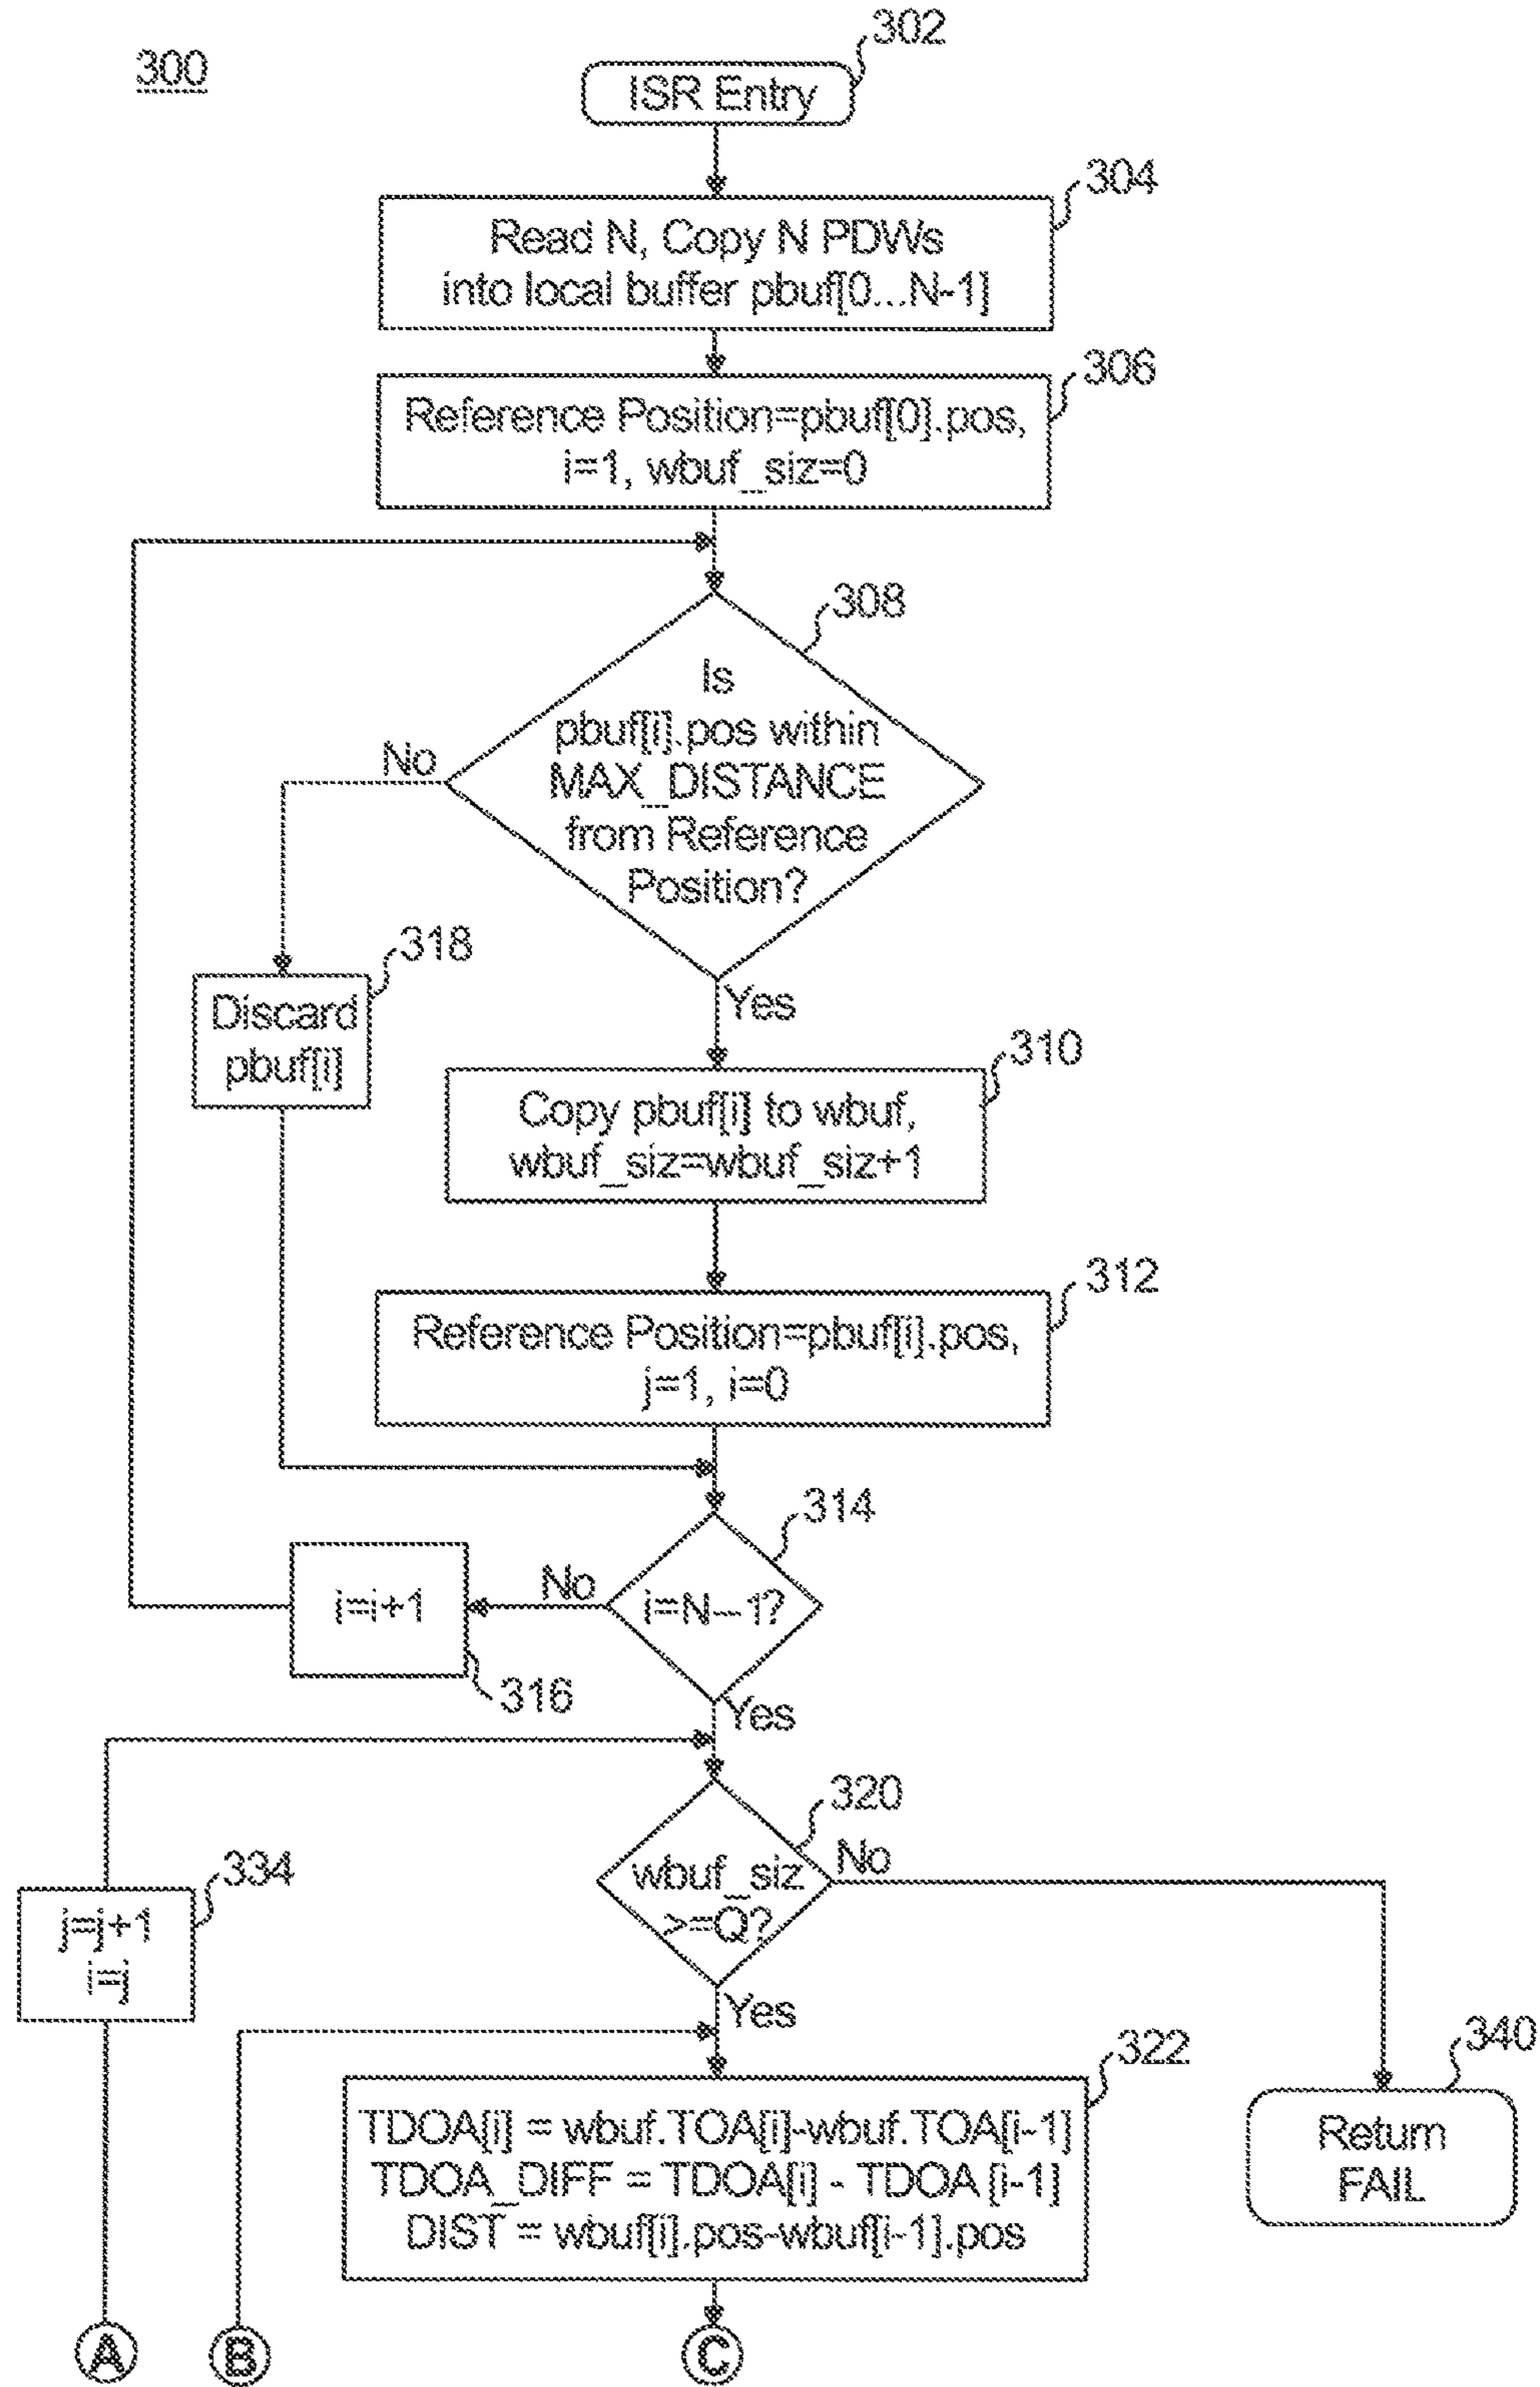 300
302
ISR Entry
304
Read N, Copy N PDWs
into local buffer pbuf[0...N-1]
306
Reference Position=pbuf[0].pos,
i=1, wbuf_siz=0
308
Is
pbuf[i].pos within
MAX_DISTANCE
from Reference
Position?
No
Yes
318
Discard
pbuf[i]
310
Copy pbuf[i] to wbuf,
wbuf_siz=wbuf_siz+1
312
Reference Position=pbuf[i].pos,
j=1, i=0
314
i=N-1?
No
i=i+1
316
Yes
320
wbuf_siz
>=Q?
No
Yes
334
j=j+1
i=j
322
TDOA[i] = wbuf.TOA[i]-wbuf.TOA[i-1]
TDOA_DIFF = TDOA[i] - TDOA [i-1]
DIST = wbuf[i].pos-wbuf[i-1].pos
340
Return
FAIL
A
B
C